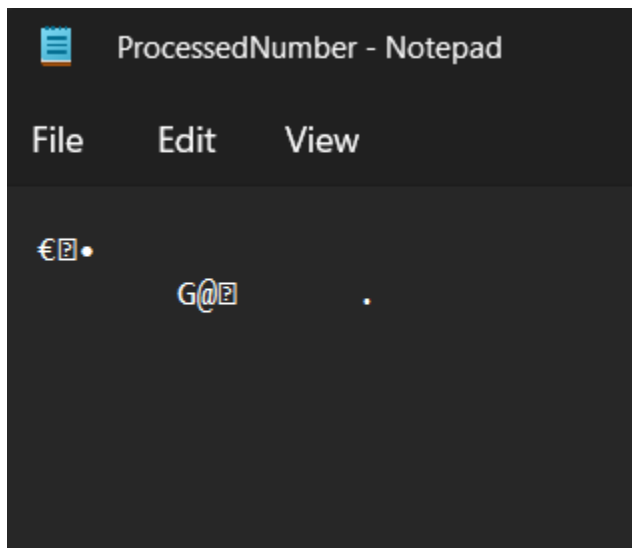 ProcessedNumber - Notepad
File Edit View
€⍰•
G@⍰ .